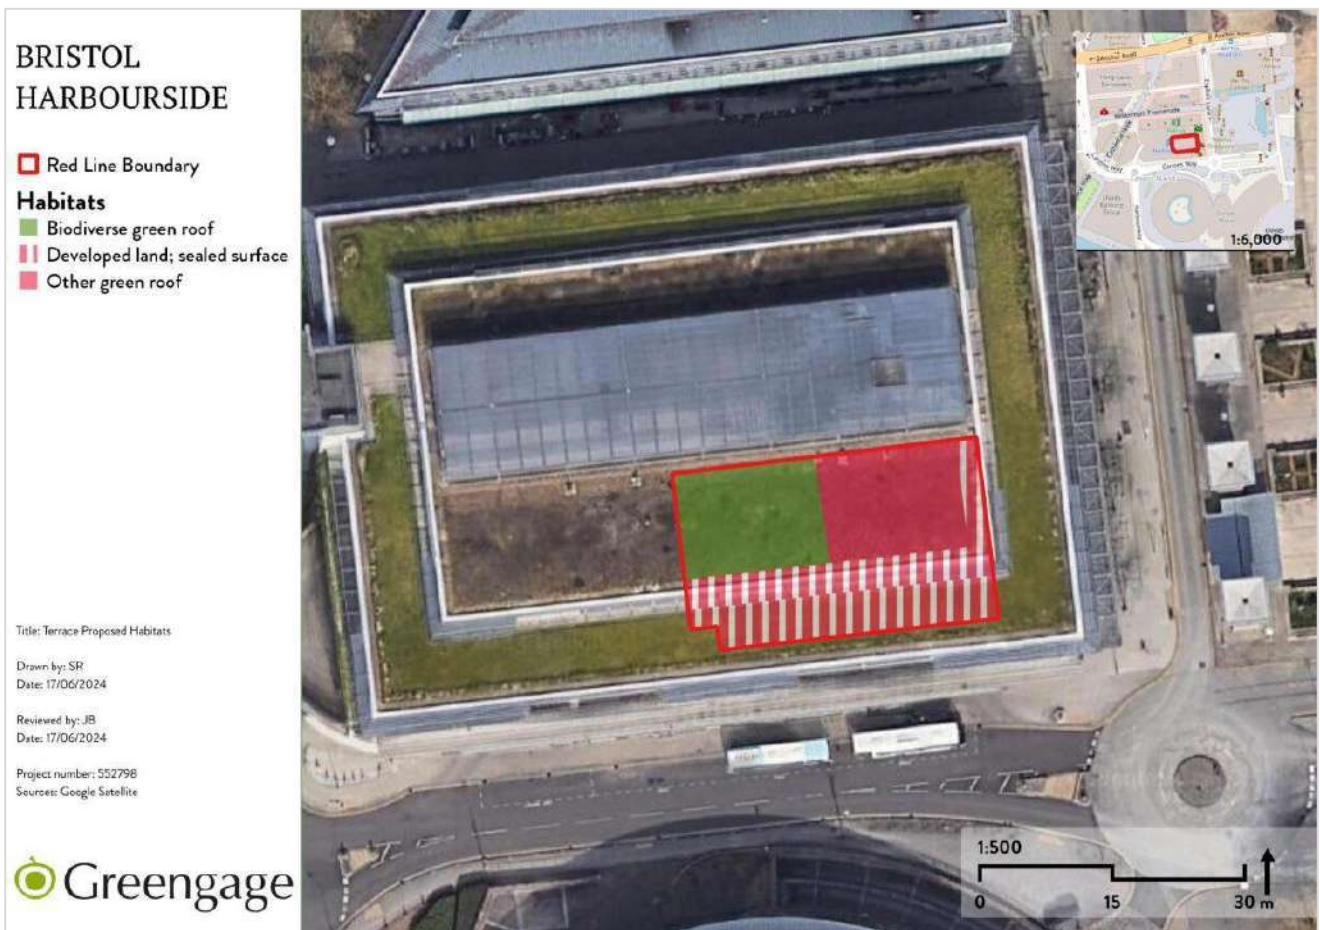 BRISTOL
HARBOURSIDE
Red Line Boundary
Habitats
Biodiverse green roof
Developed land; sealed surface
Other green roof
Title: Terrace Proposed Habitats
Drawn by: SR
Date: 17/06/2024
Reviewed by: JB
Date: 17/06/2024
Project number: 552798
Sources: Google Satellite
Greengage
1:6,000
1:500
0 15 30 m